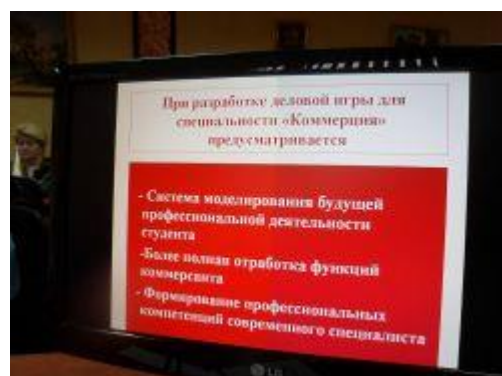 При разработке деловой игры для
специальности «Коммерция»
предусматривается
- Система моделирования будущей
профессиональной деятельности
студента
-Более полная отработка функций
коммерсанта
- Формирование профессиональных
компетенций современного специалиста
LG